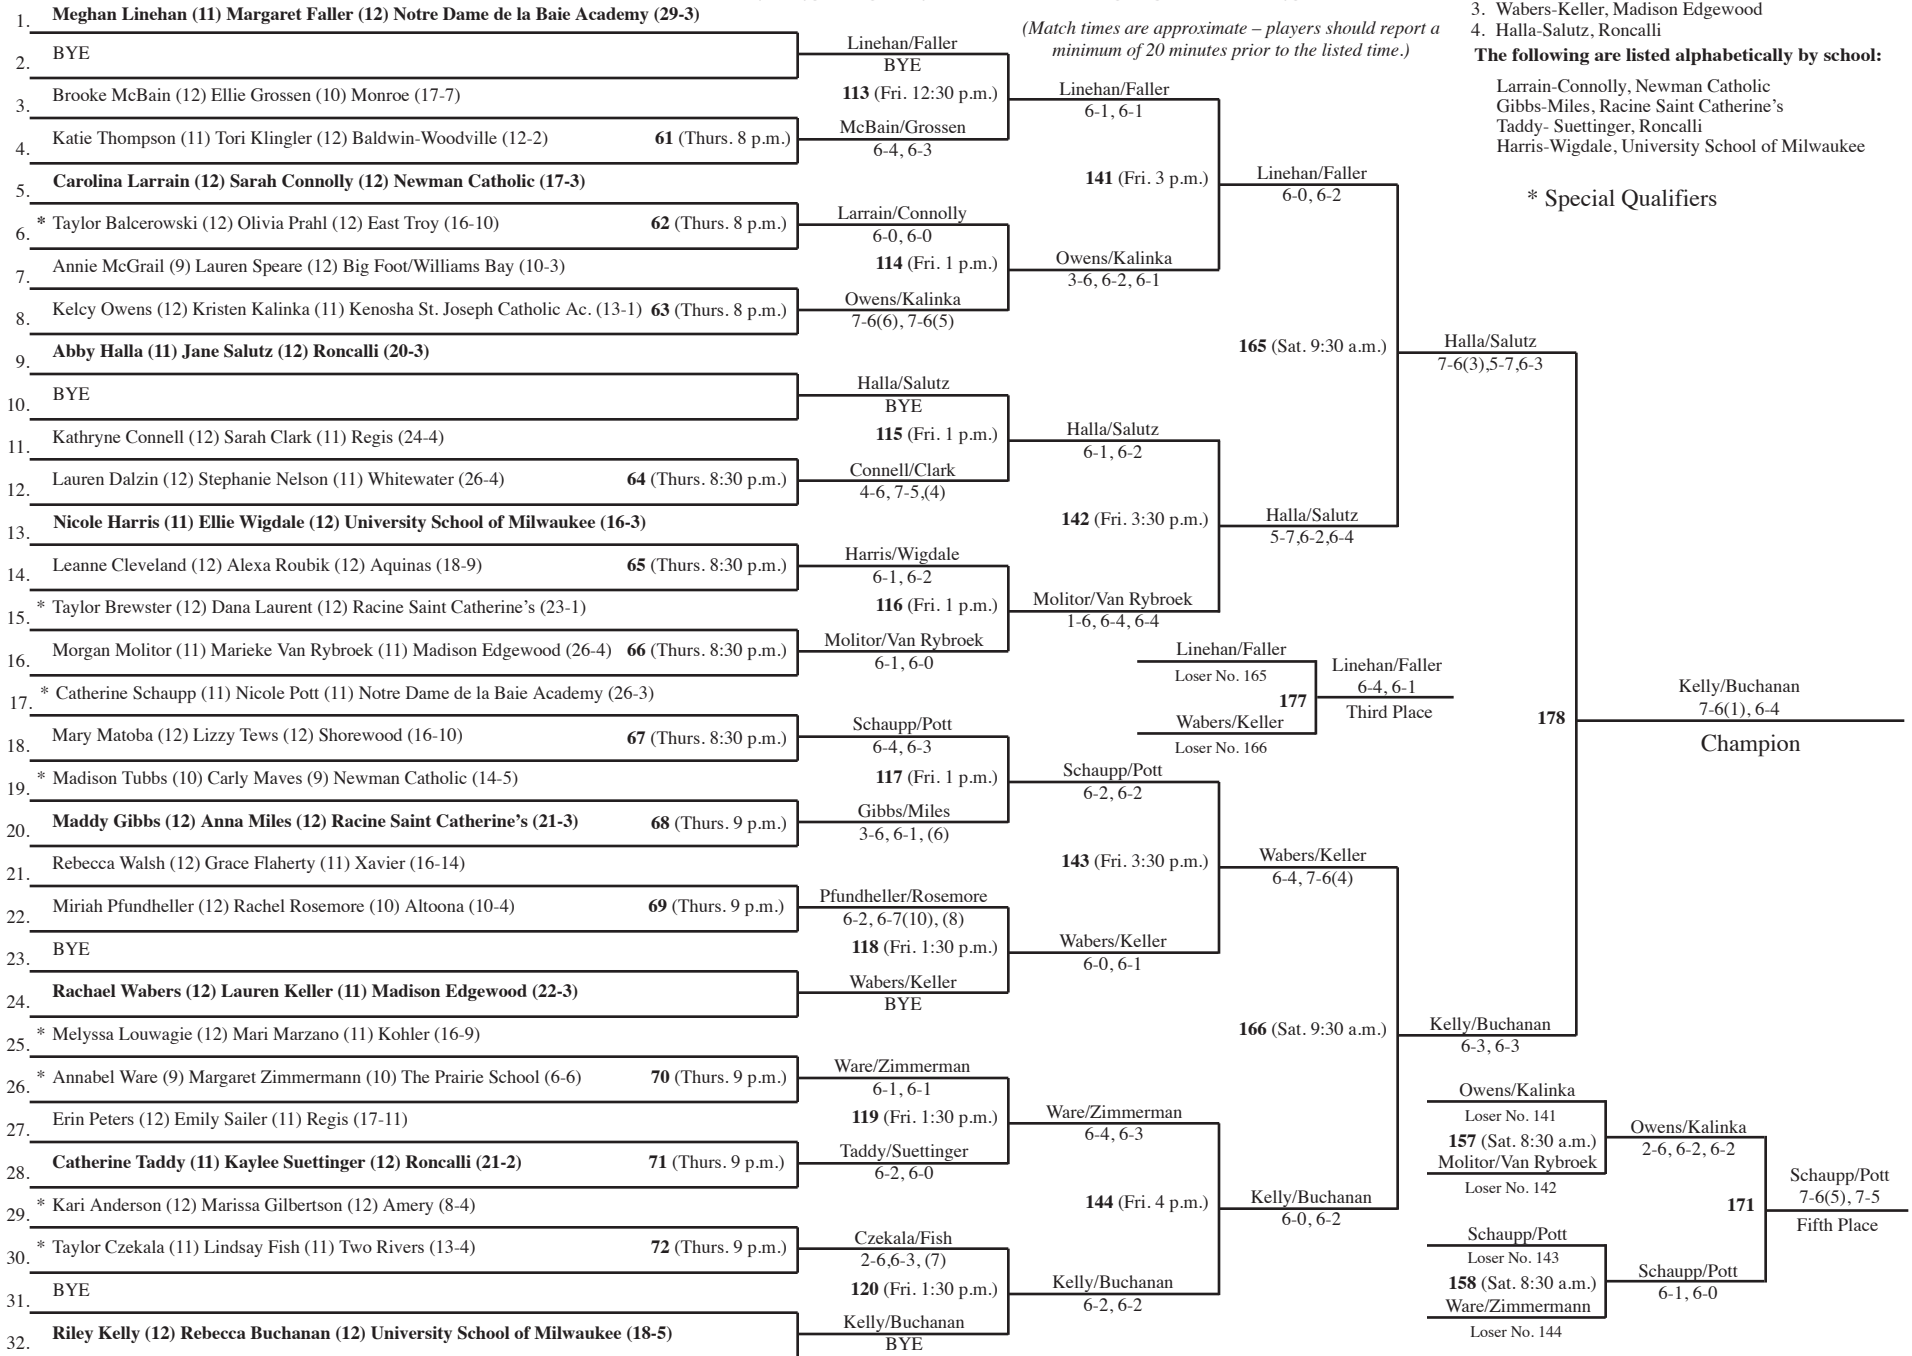 1. Meghan Linehan (11) Margaret Faller (12) Notre Dame de la Baie Academy (29-3)
2. BYE
3. Brooke McBain (12) Ellie Grossen (10) Monroe (17-7)
4. Katie Thompson (11) Tori Klingler (12) Baldwin-Woodville (12-2) 61 (Thurs. 8 p.m.)
5. Carolina Larrain (12) Sarah Connolly (12) Newman Catholic (17-3)
6. * Taylor Balcerowski (12) Olivia Prahl (12) East Troy (16-10) 62 (Thurs. 8 p.m.)
7. Annie McGrail (9) Lauren Speare (12) Big Foot/Williams Bay (10-3)
8. Kelcy Owens (12) Kristen Kalinka (11) Kenosha St. Joseph Catholic Ac. (13-1) 63 (Thurs. 8 p.m.)
9. Abby Halla (11) Jane Salutz (12) Roncalli (20-3)
10. BYE
11. Kathryne Connell (12) Sarah Clark (11) Regis (24-4)
12. Lauren Dalzin (12) Stephanie Nelson (11) Whitewater (26-4) 64 (Thurs. 8:30 p.m.)
13. Nicole Harris (11) Ellie Wigdale (12) University School of Milwaukee (16-3)
14. Leanne Cleveland (12) Alexa Roubik (12) Aquinas (18-9) 65 (Thurs. 8:30 p.m.)
15. * Taylor Brewster (12) Dana Laurent (12) Racine Saint Catherine's (23-1)
16. Morgan Molitor (11) Marieke Van Rybroek (11) Madison Edgewood (26-4) 66 (Thurs. 8:30 p.m.)
17. * Catherine Schaupp (11) Nicole Pott (11) Notre Dame de la Baie Academy (26-3)
18. Mary Matoba (12) Lizzy Tews (12) Shorewood (16-10) 67 (Thurs. 8:30 p.m.)
19. * Madison Tubbs (10) Carly Maves (9) Newman Catholic (14-5)
20. Maddy Gibbs (12) Anna Miles (12) Racine Saint Catherine's (21-3) 68 (Thurs. 9 p.m.)
21. Rebecca Walsh (12) Grace Flaherty (11) Xavier (16-14)
22. Miriah Pfundheller (12) Rachel Rosemore (10) Altoona (10-4) 69 (Thurs. 9 p.m.)
23. BYE
24. Rachael Wabers (12) Lauren Keller (11) Madison Edgewood (22-3)
25. * Melyssa Louwagie (12) Mari Marzano (11) Kohler (16-9)
26. * Annabel Ware (9) Margaret Zimmermann (10) The Prairie School (6-6) 70 (Thurs. 9 p.m.)
27. Erin Peters (12) Emily Sailer (11) Regis (17-11)
28. Catherine Taddy (11) Kaylee Suettinger (12) Roncalli (21-2) 71 (Thurs. 9 p.m.)
29. * Kari Anderson (12) Marissa Gilbertson (12) Amery (8-4)
30. * Taylor Czekala (11) Lindsay Fish (11) Two Rivers (13-4) 72 (Thurs. 9 p.m.)
31. BYE
32. Riley Kelly (12) Rebecca Buchanan (12) University School of Milwaukee (18-5)
Linehan/Faller
BYE
113 (Fri. 12:30 p.m.)
McBain/Grossen
6-4, 6-3
Larrain/Connolly
6-0, 6-0
114 (Fri. 1 p.m.)
Owens/Kalinka
7-6(6), 7-6(5)
Halla/Salutz
BYE
115 (Fri. 1 p.m.)
Connell/Clark
4-6, 7-5,(4)
Harris/Wigdale
6-1, 6-2
116 (Fri. 1 p.m.)
Molitor/Van Rybroek
6-1, 6-0
Schaupp/Pott
6-4, 6-3
117 (Fri. 1 p.m.)
Gibbs/Miles
3-6, 6-1, (6)
Pfundheller/Rosemore
6-2, 6-7(10), (8)
118 (Fri. 1:30 p.m.)
Wabers/Keller
BYE
Ware/Zimmerman
6-1, 6-1
119 (Fri. 1:30 p.m.)
Taddy/Suettinger
6-2, 6-0
Czekala/Fish
2-6,6-3, (7)
120 (Fri. 1:30 p.m.)
Kelly/Buchanan
BYE
(Match times are approximate – players should report a
minimum of 20 minutes prior to the listed time.)
Linehan/Faller
6-1, 6-1
141 (Fri. 3 p.m.)
Owens/Kalinka
3-6, 6-2, 6-1
Halla/Salutz
6-1, 6-2
142 (Fri. 3:30 p.m.)
Molitor/Van Rybroek
1-6, 6-4, 6-4
Schaupp/Pott
6-2, 6-2
143 (Fri. 3:30 p.m.)
Wabers/Keller
6-0, 6-1
Ware/Zimmerman
6-4, 6-3
144 (Fri. 4 p.m.)
Kelly/Buchanan
6-2, 6-2
Linehan/Faller
6-0, 6-2
165 (Sat. 9:30 a.m.)
Halla/Salutz
5-7,6-2,6-4
Wabers/Keller
6-4, 7-6(4)
166 (Sat. 9:30 a.m.)
Kelly/Buchanan
6-0, 6-2
Halla/Salutz
7-6(3),5-7,6-3
178
Kelly/Buchanan
6-3, 6-3
Kelly/Buchanan
7-6(1), 6-4
Champion
Linehan/Faller
Loser No. 165
177
Wabers/Keller
Loser No. 166
Linehan/Faller
6-4, 6-1
Third Place
Owens/Kalinka
Loser No. 141
157 (Sat. 8:30 a.m.)
Molitor/Van Rybroek
Loser No. 142
Owens/Kalinka
2-6, 6-2, 6-2
171
Schaupp/Pott
Loser No. 143
158 (Sat. 8:30 a.m.)
Ware/Zimmermann
Loser No. 144
Schaupp/Pott
6-1, 6-0
Schaupp/Pott
7-6(5), 7-5
Fifth Place
3. Wabers-Keller, Madison Edgewood
4. Halla-Salutz, Roncalli
The following are listed alphabetically by school:
Larrain-Connolly, Newman Catholic
Gibbs-Miles, Racine Saint Catherine's
Taddy- Suettinger, Roncalli
Harris-Wigdale, University School of Milwaukee
* Special Qualifiers